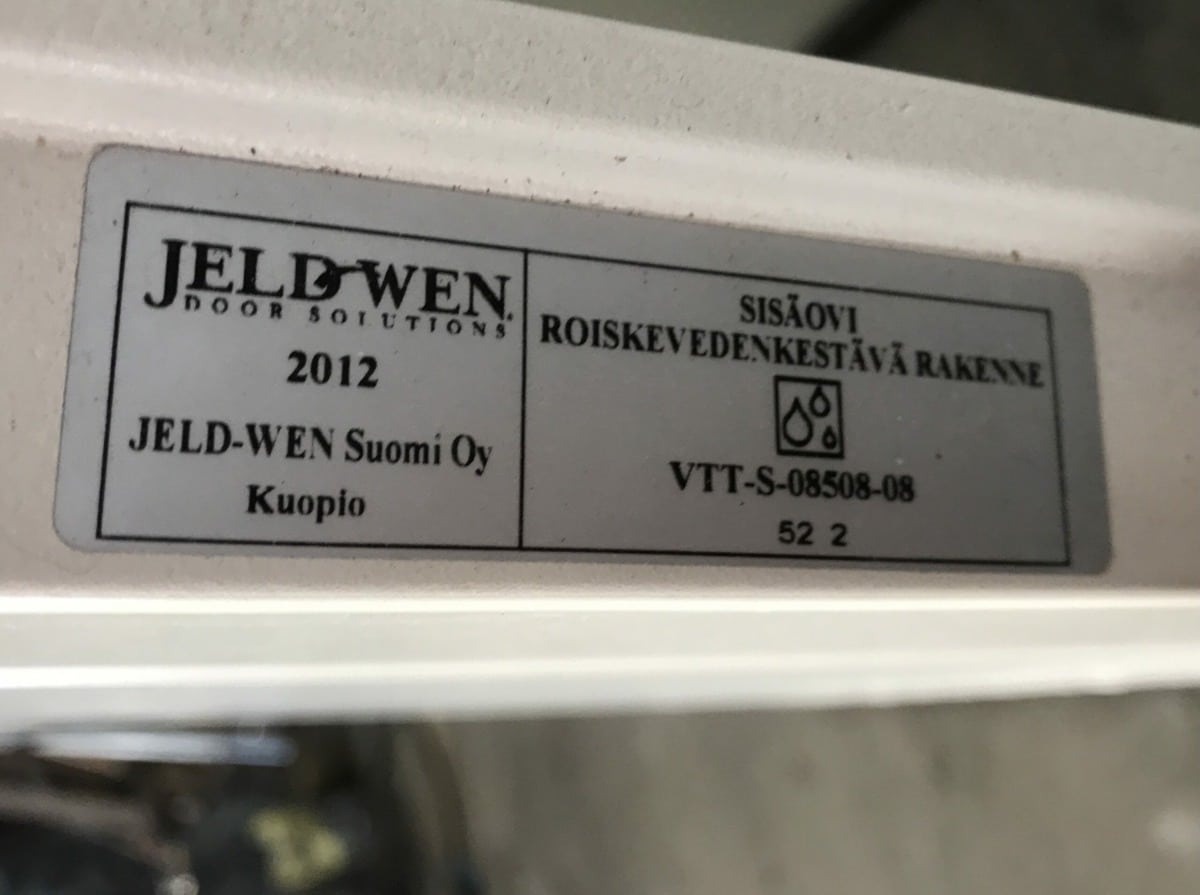 JELD-WEN
DOOR SOLUTIONS
2012
JELD-WEN Suomi Oy
Kuopio
SISÄOVI
ROISKEVEDENKESTÄVÄ RAKENNE
VTT-S-08508-08
52 2